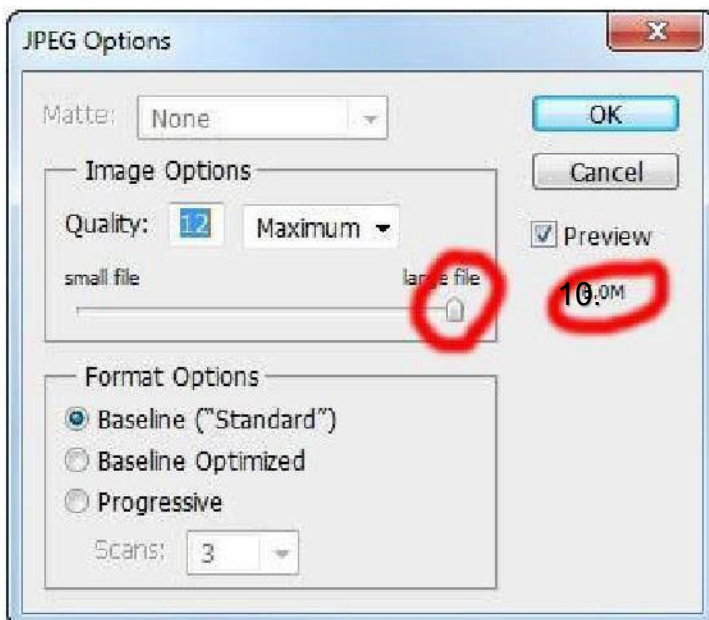 JPEG Options
Matte: None
OK
Image Options
Cancel
Quality: 12 Maximum
Preview
small file large file
10.0M
Format Options
Baseline ("Standard")
Baseline Optimized
Progressive
Scans: 3